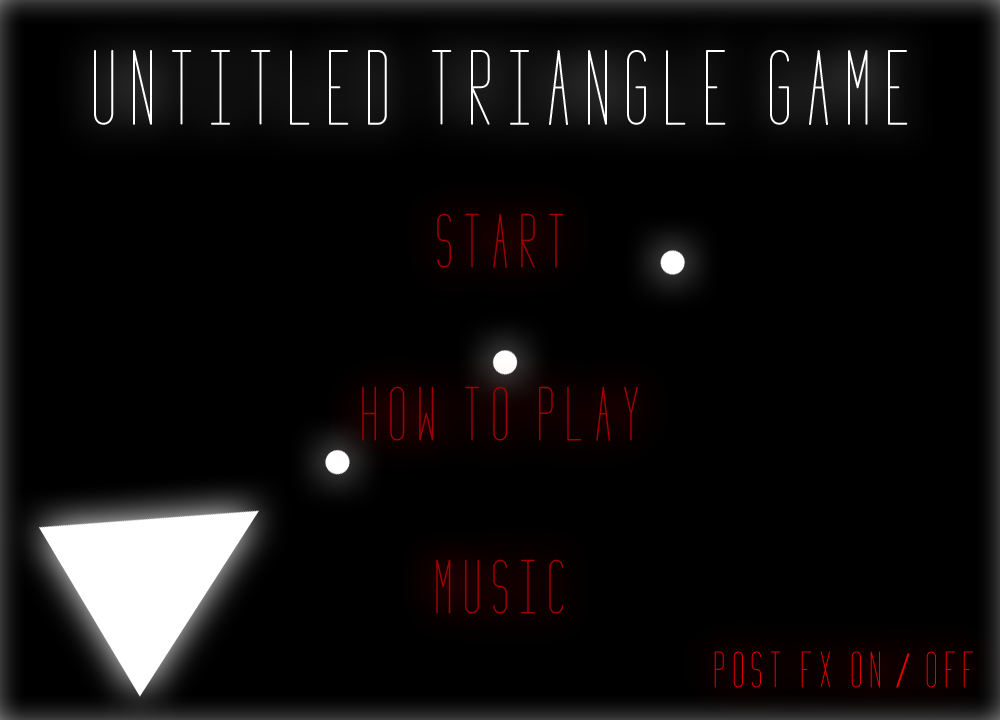 UNTITLED TRIANGLE GAME
START
HOW TO PLAY
MUSIC
POST FX ON / OFF